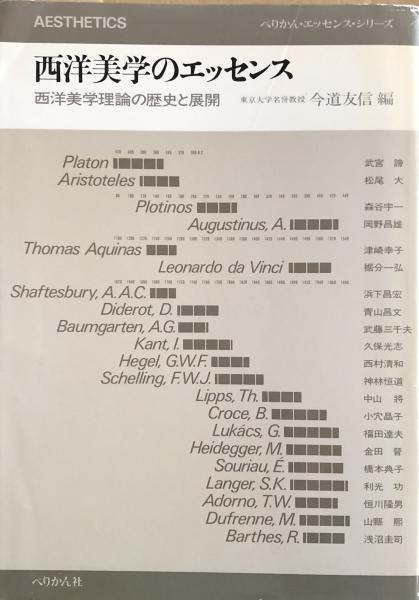 AESTHETICS
ぺりかん・エッセンス・シリーズ
西洋美学のエッセンス
西洋美学理論の歴史と展開
東京大学名誉教授 今道友信 編
Platon 武宮 諦
Aristoteles 松尾 大
Plotinos 森谷宇一
Augustinus, A. 岡野昌雄
Thomas Aquinas 津崎幸子
Leonardo da Vinci 裾分一弘
Shaftesbury, A.A.C. 浜下昌宏
Diderot, D. 青山昌文
Baumgarten, A.G. 武藤三千夫
Kant, I. 久保光志
Hegel, G.W.F. 西村清和
Schelling, F.W.J. 神林恒道
Lipps, Th. 中山 將
Croce, B. 小穴晶子
Lukács, G. 福田達夫
Heidegger, M. 金田 晉
Souriau, É. 橋本典子
Langer, S.K. 利光 功
Adorno, T.W. 恒川隆男
Dufrenne, M. 山縣 熙
Barthes, R. 浅沼圭司
ぺりかん社